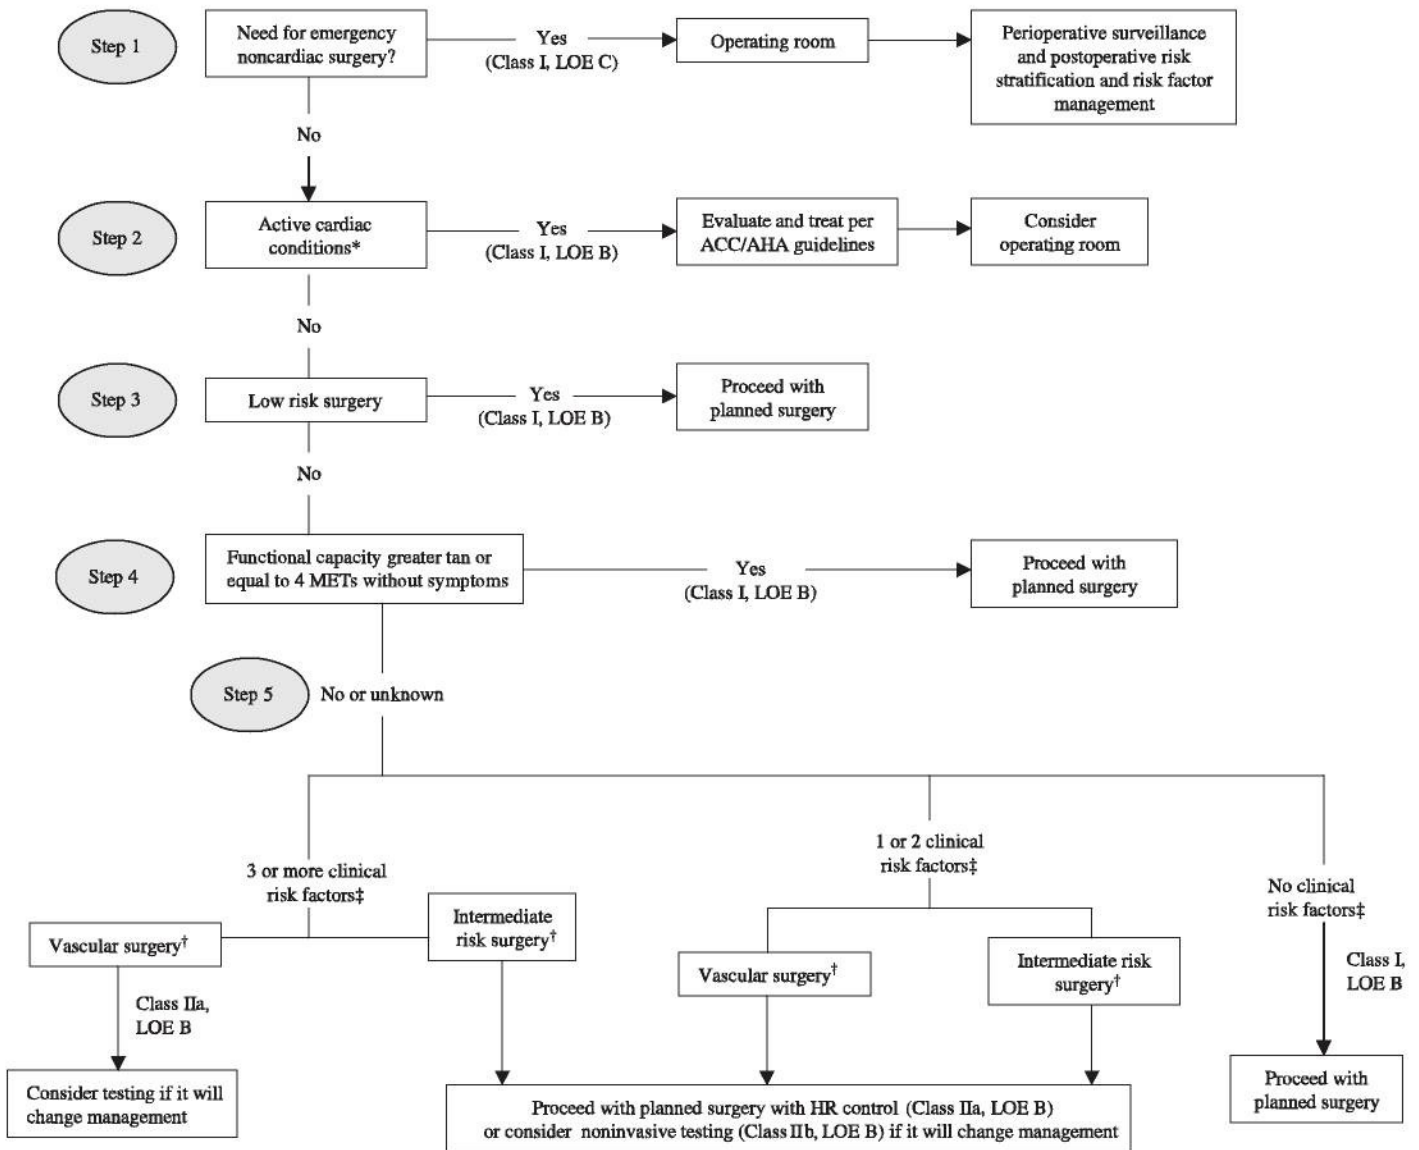 Step 1
Need for emergency
noncardiac surgery?
Yes
(Class I, LOE C)
Operating room
Perioperative surveillance
and postoperative risk
stratification and risk factor
management
No
Step 2
Active cardiac
conditions*
Yes
(Class I, LOE B)
Evaluate and treat per
ACC/AHA guidelines
Consider
operating room
No
Step 3
Low risk surgery
Yes
(Class I, LOE B)
Proceed with
planned surgery
No
Step 4
Functional capacity greater tan or
equal to 4 METs without symptoms
Yes
(Class I, LOE B)
Proceed with
planned surgery
Step 5
No or unknown
3 or more clinical
risk factors‡
1 or 2 clinical
risk factors‡
No clinical
risk factors‡
Vascular surgery†
Intermediate
risk surgery†
Vascular surgery†
Intermediate risk
surgery†
Class I,
LOE B
Class IIa,
LOE B
Consider testing if it will
change management
Proceed with planned surgery with HR control (Class IIa, LOE B)
or consider noninvasive testing (Class IIb, LOE B) if it will change management
Proceed with
planned surgery